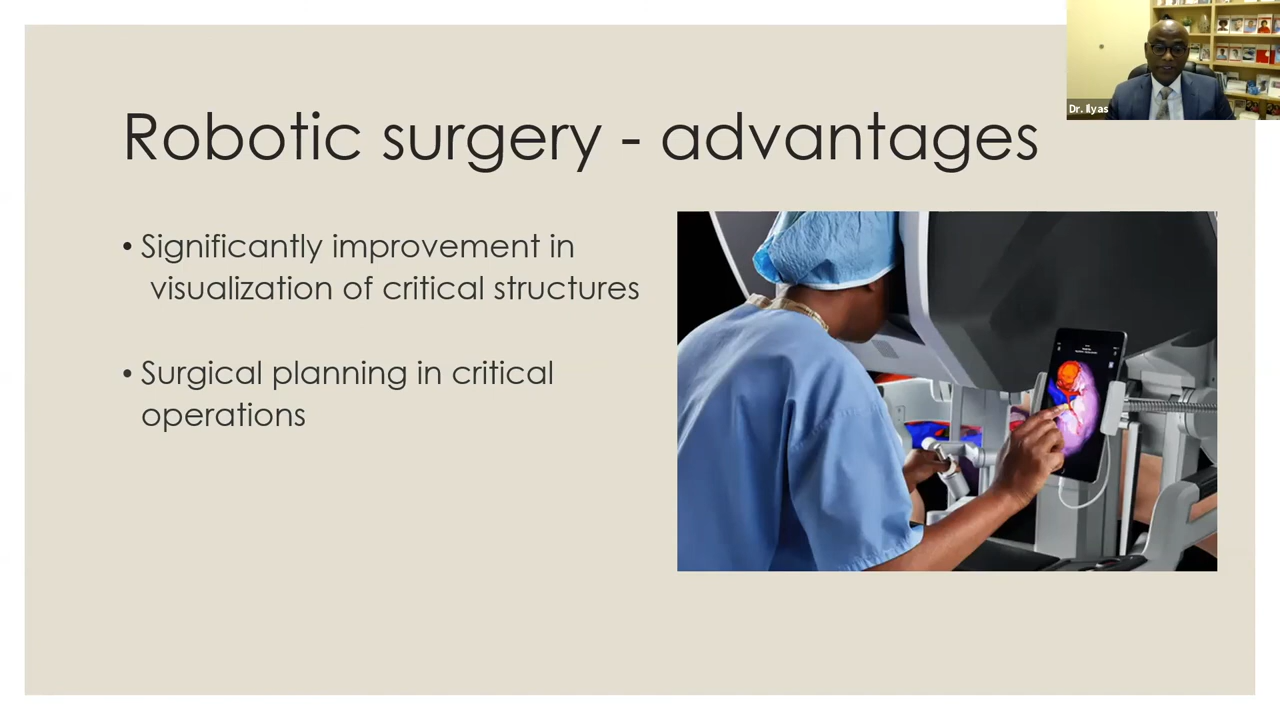 Dr. Ilyas
Robotic surgery - advantages
• Significantly improvement in
visualization of critical structures
• Surgical planning in critical
operations